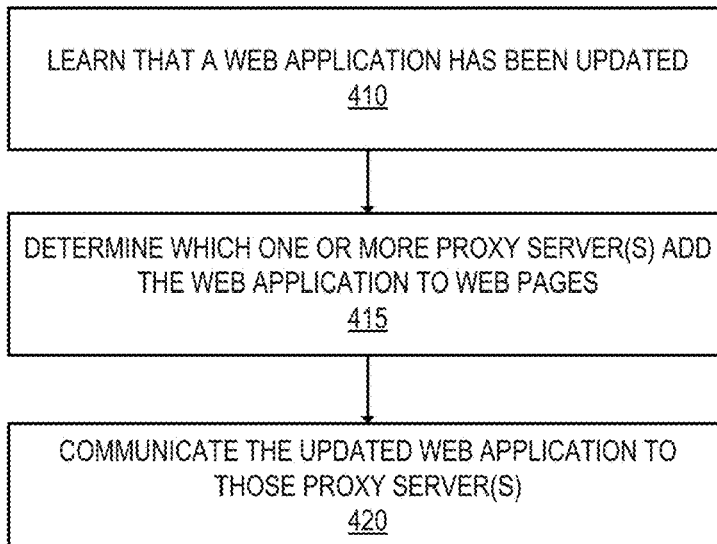 LEARN THAT A WEB APPLICATION HAS BEEN UPDATED
410
DETERMINE WHICH ONE OR MORE PROXY SERVER(S) ADD
THE WEB APPLICATION TO WEB PAGES
415
COMMUNICATE THE UPDATED WEB APPLICATION TO
THOSE PROXY SERVER(S)
420